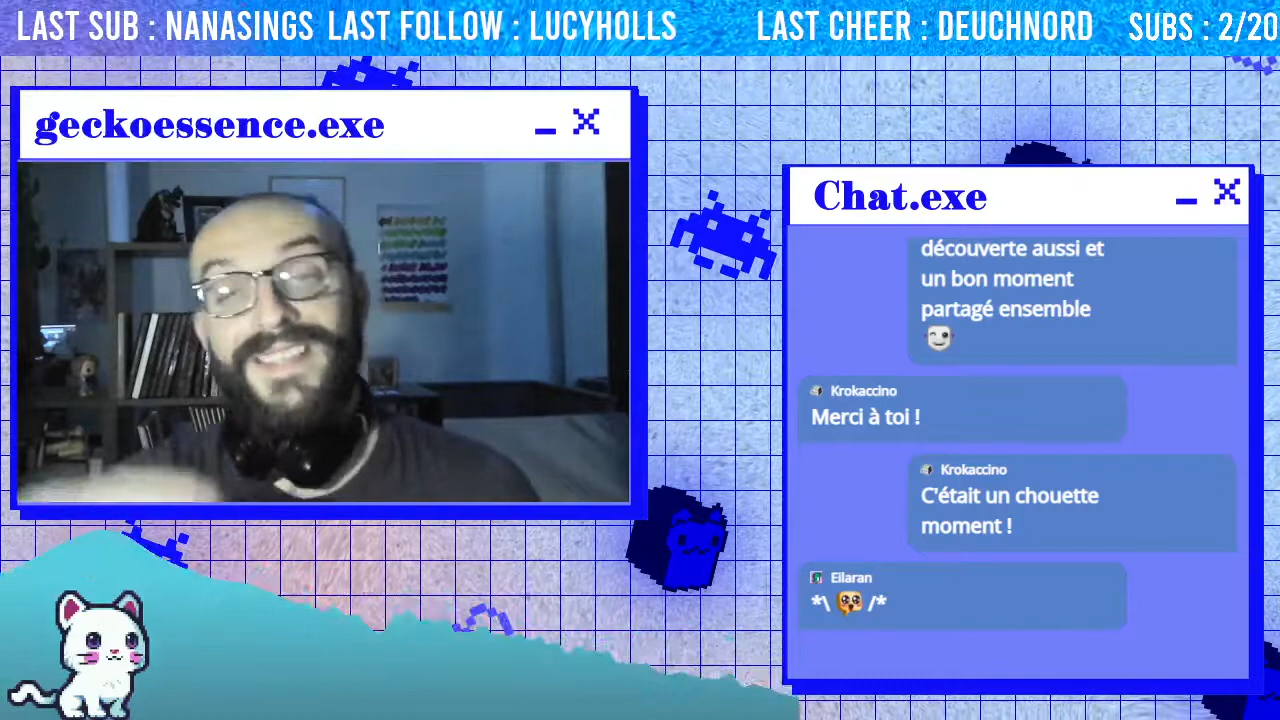 LAST SUB : NANASINGS
LAST FOLLOW : LUCYHOLLS
LAST CHEER : DEUCHNORD
SUBS : 2/20
geckoessence.exe
Chat.exe
découverte aussi et
un bon moment
partagé ensemble
Krokaccino
Merci à toi !
Krokaccino
C'était un chouette
moment !
Eilaran
*\ /*